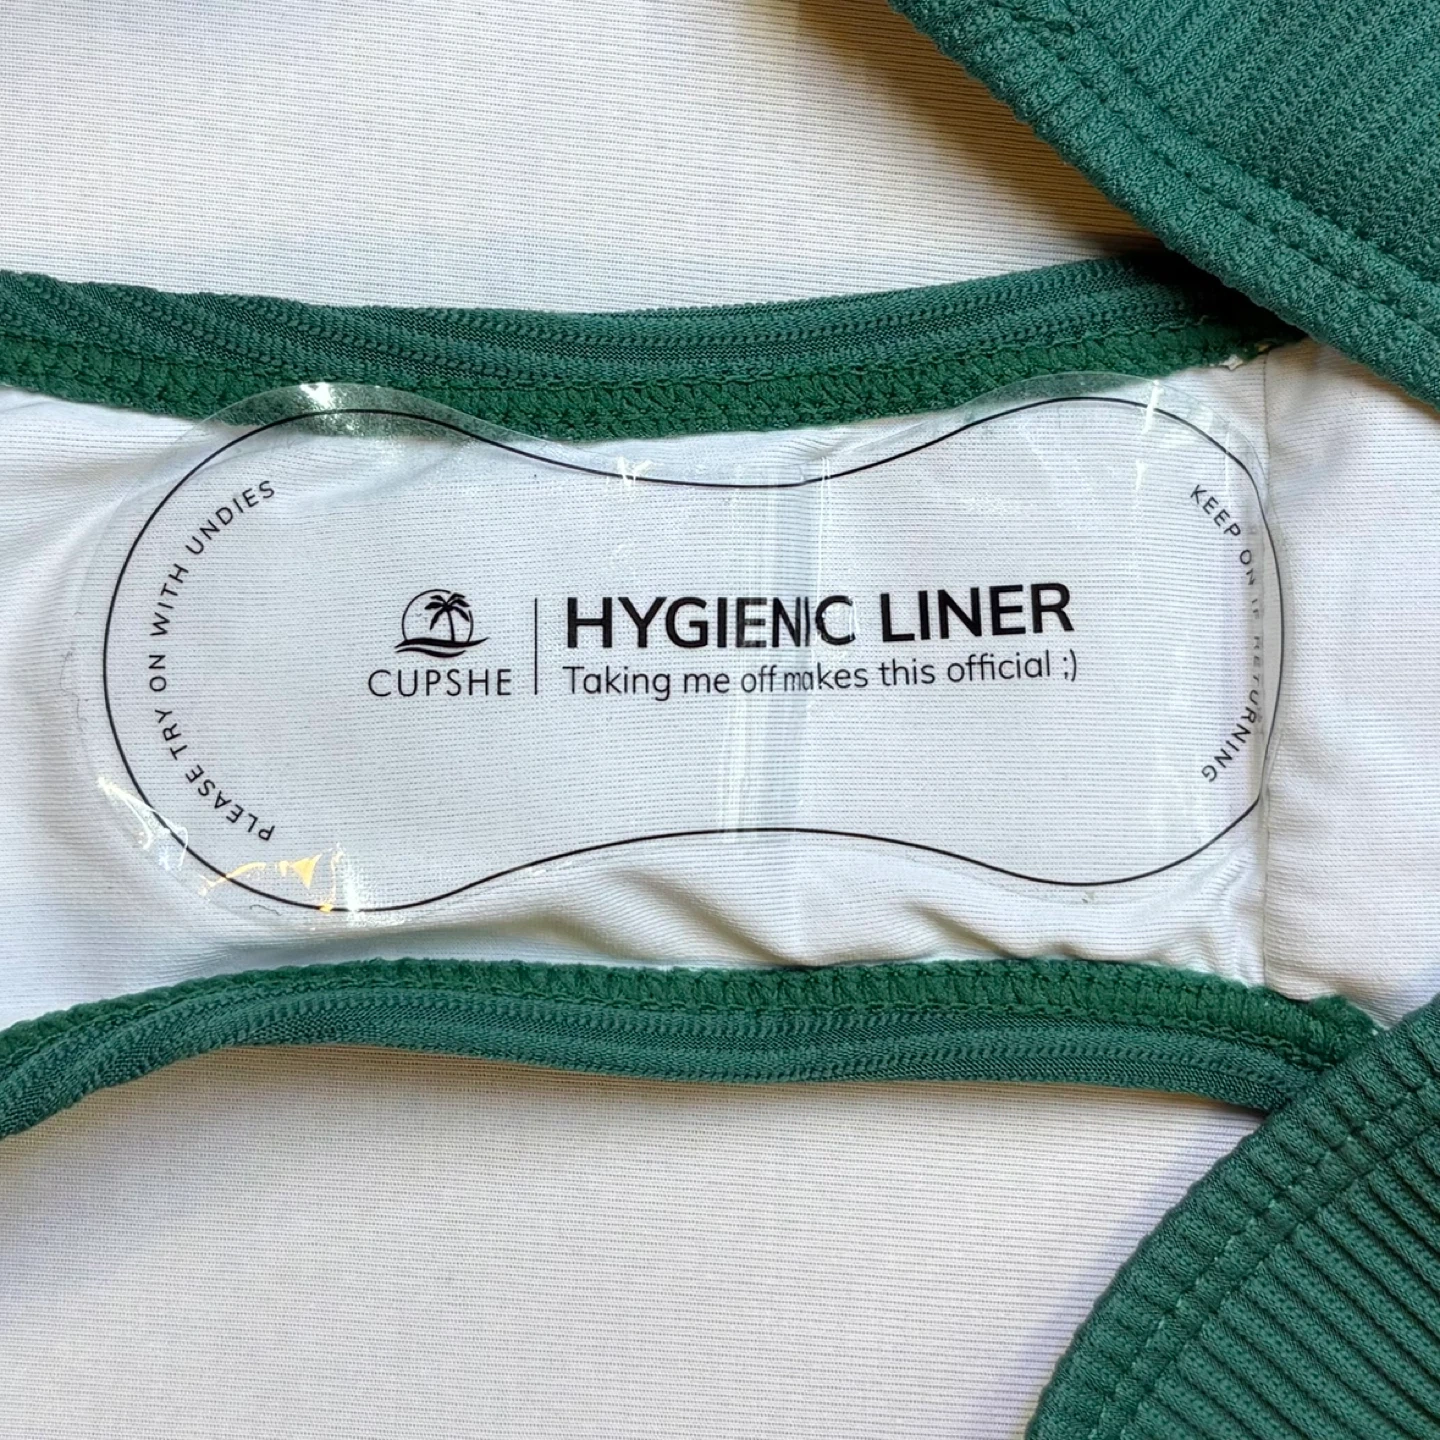 PLEASE TRY ON WITH UNDIES
CUPSHE
HYGIENIC LINER
Taking me off makes this official ;)
KEEP ON IF RETURNING